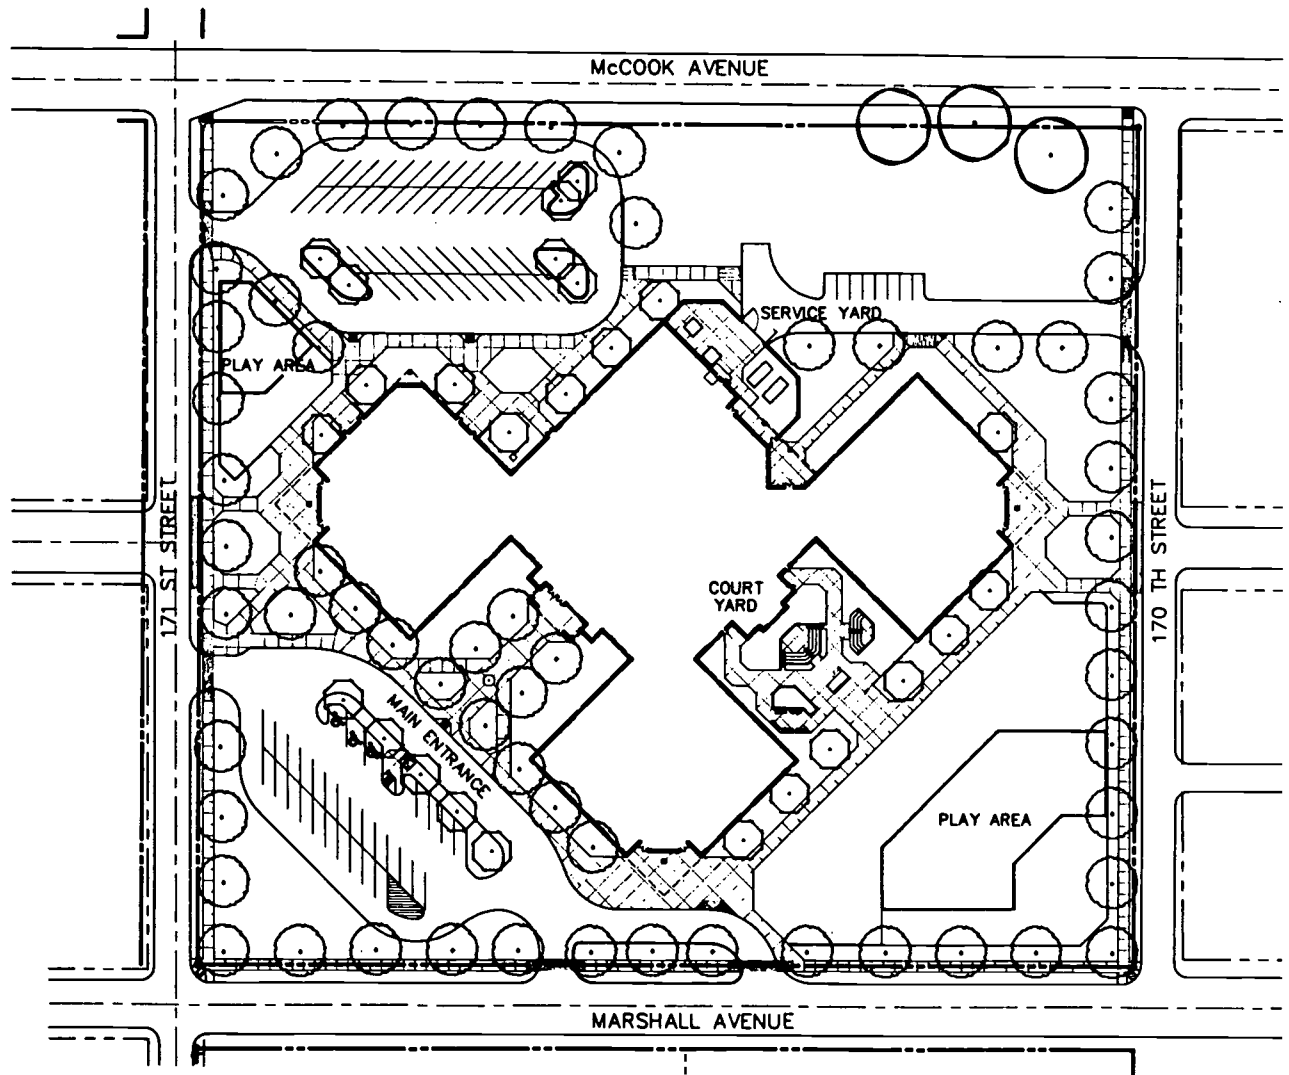 McCOOK AVENUE
SERVICE YARD
PLAY AREA
171 ST STREET
170 TH STREET
COURT
YARD
MAIN ENTRANCE
PLAY AREA
MARSHALL AVENUE